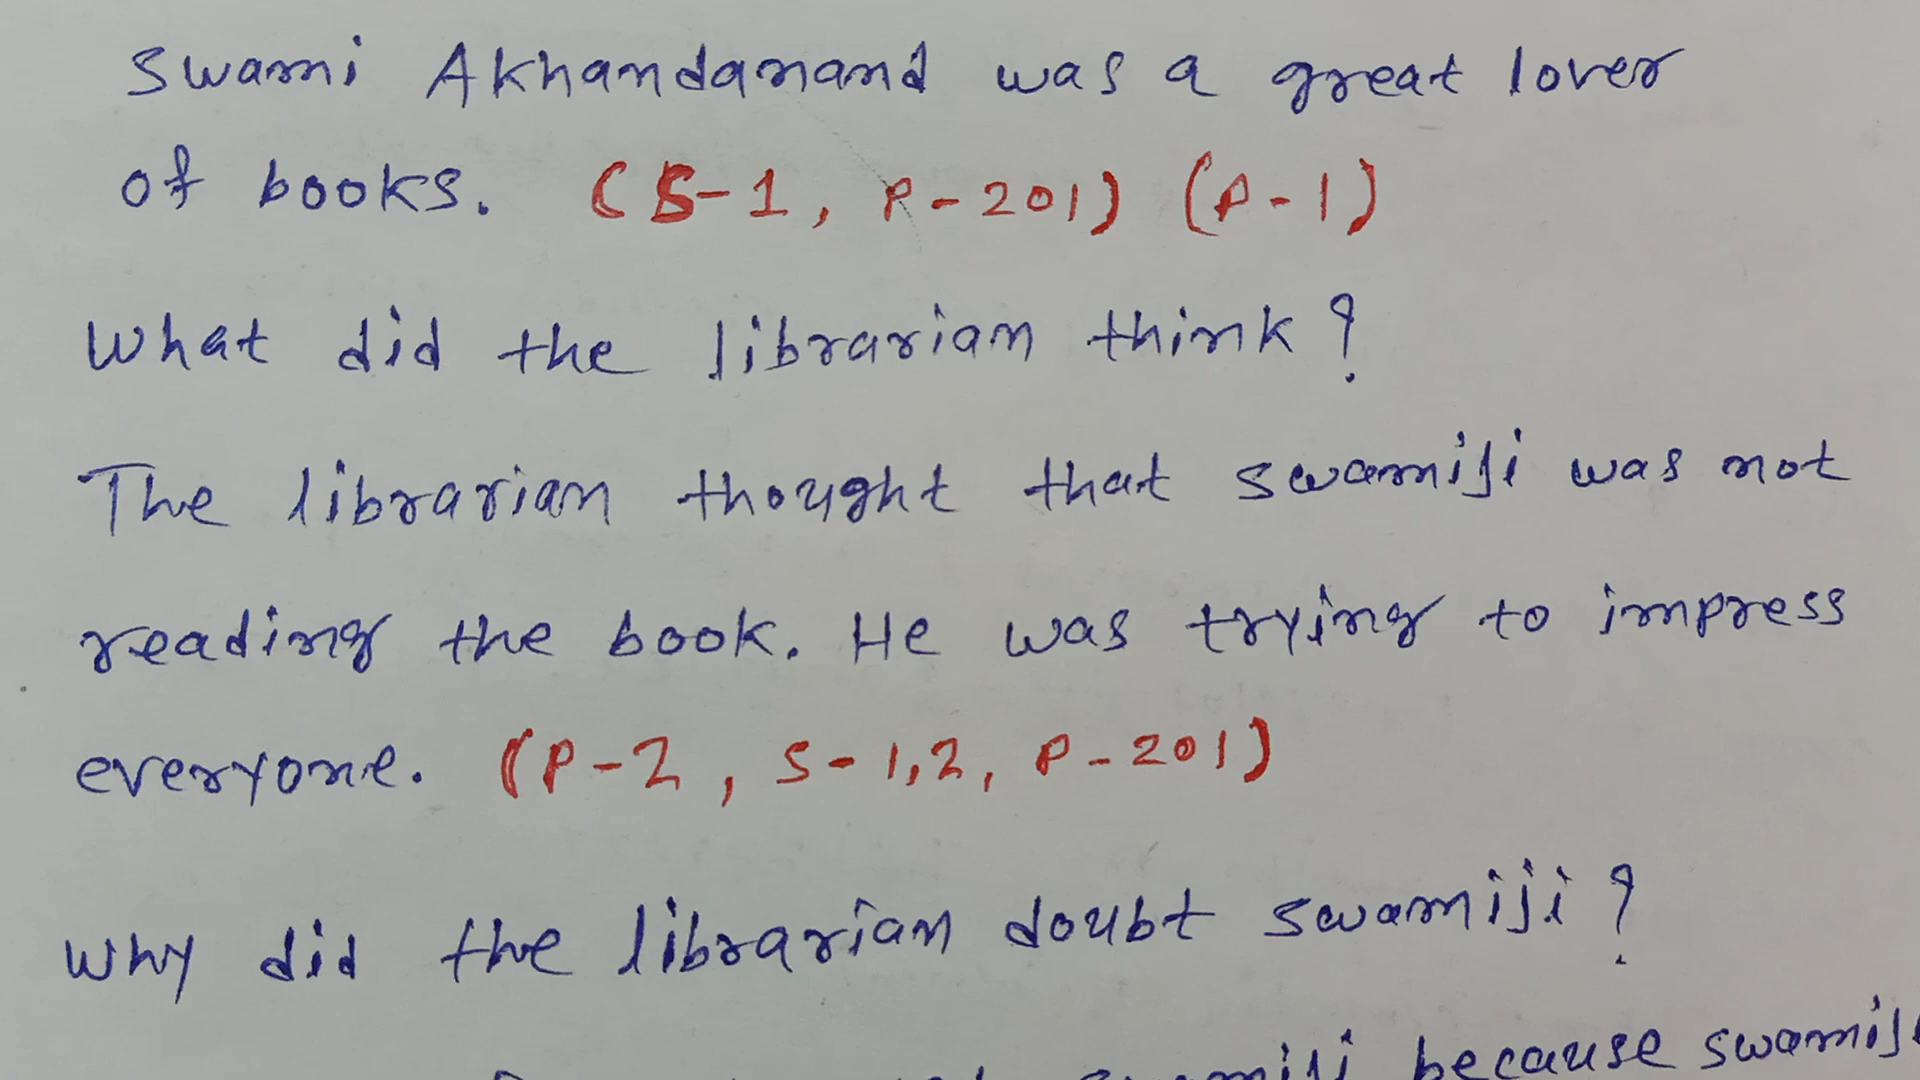 Swami Akhandanand was a great lover
of books. (S-1, P-201) (P-1)
What did the librarian think?
The librarian thought that swamiji was not
reading the book. He was trying to impress
everyone. (P-2, S-1,2, P-201)
Why did the librarian doubt swamiji?
because swamiji